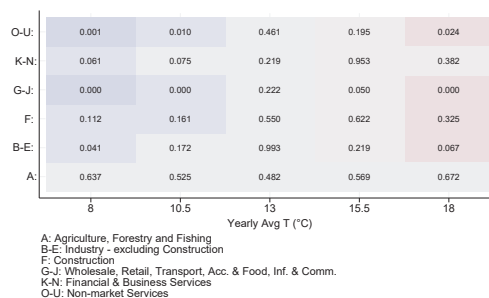 O-U: 0.001 0.010 0.461 0.195 0.024
K-N: 0.061 0.075 0.219 0.953 0.382
G-J: 0.000 0.000 0.222 0.050 0.000
F: 0.112 0.161 0.550 0.622 0.325
B-E: 0.041 0.172 0.993 0.219 0.067
A: 0.637 0.525 0.482 0.569 0.672
8 10.5 13 15.5 18
Yearly Avg T (°C)
A: Agriculture, Forestry and Fishing
B-E: Industry - excluding Construction
F: Construction
G-J: Wholesale, Retail, Transport, Acc. & Food, Inf. & Comm.
K-N: Financial & Business Services
O-U: Non-market Services